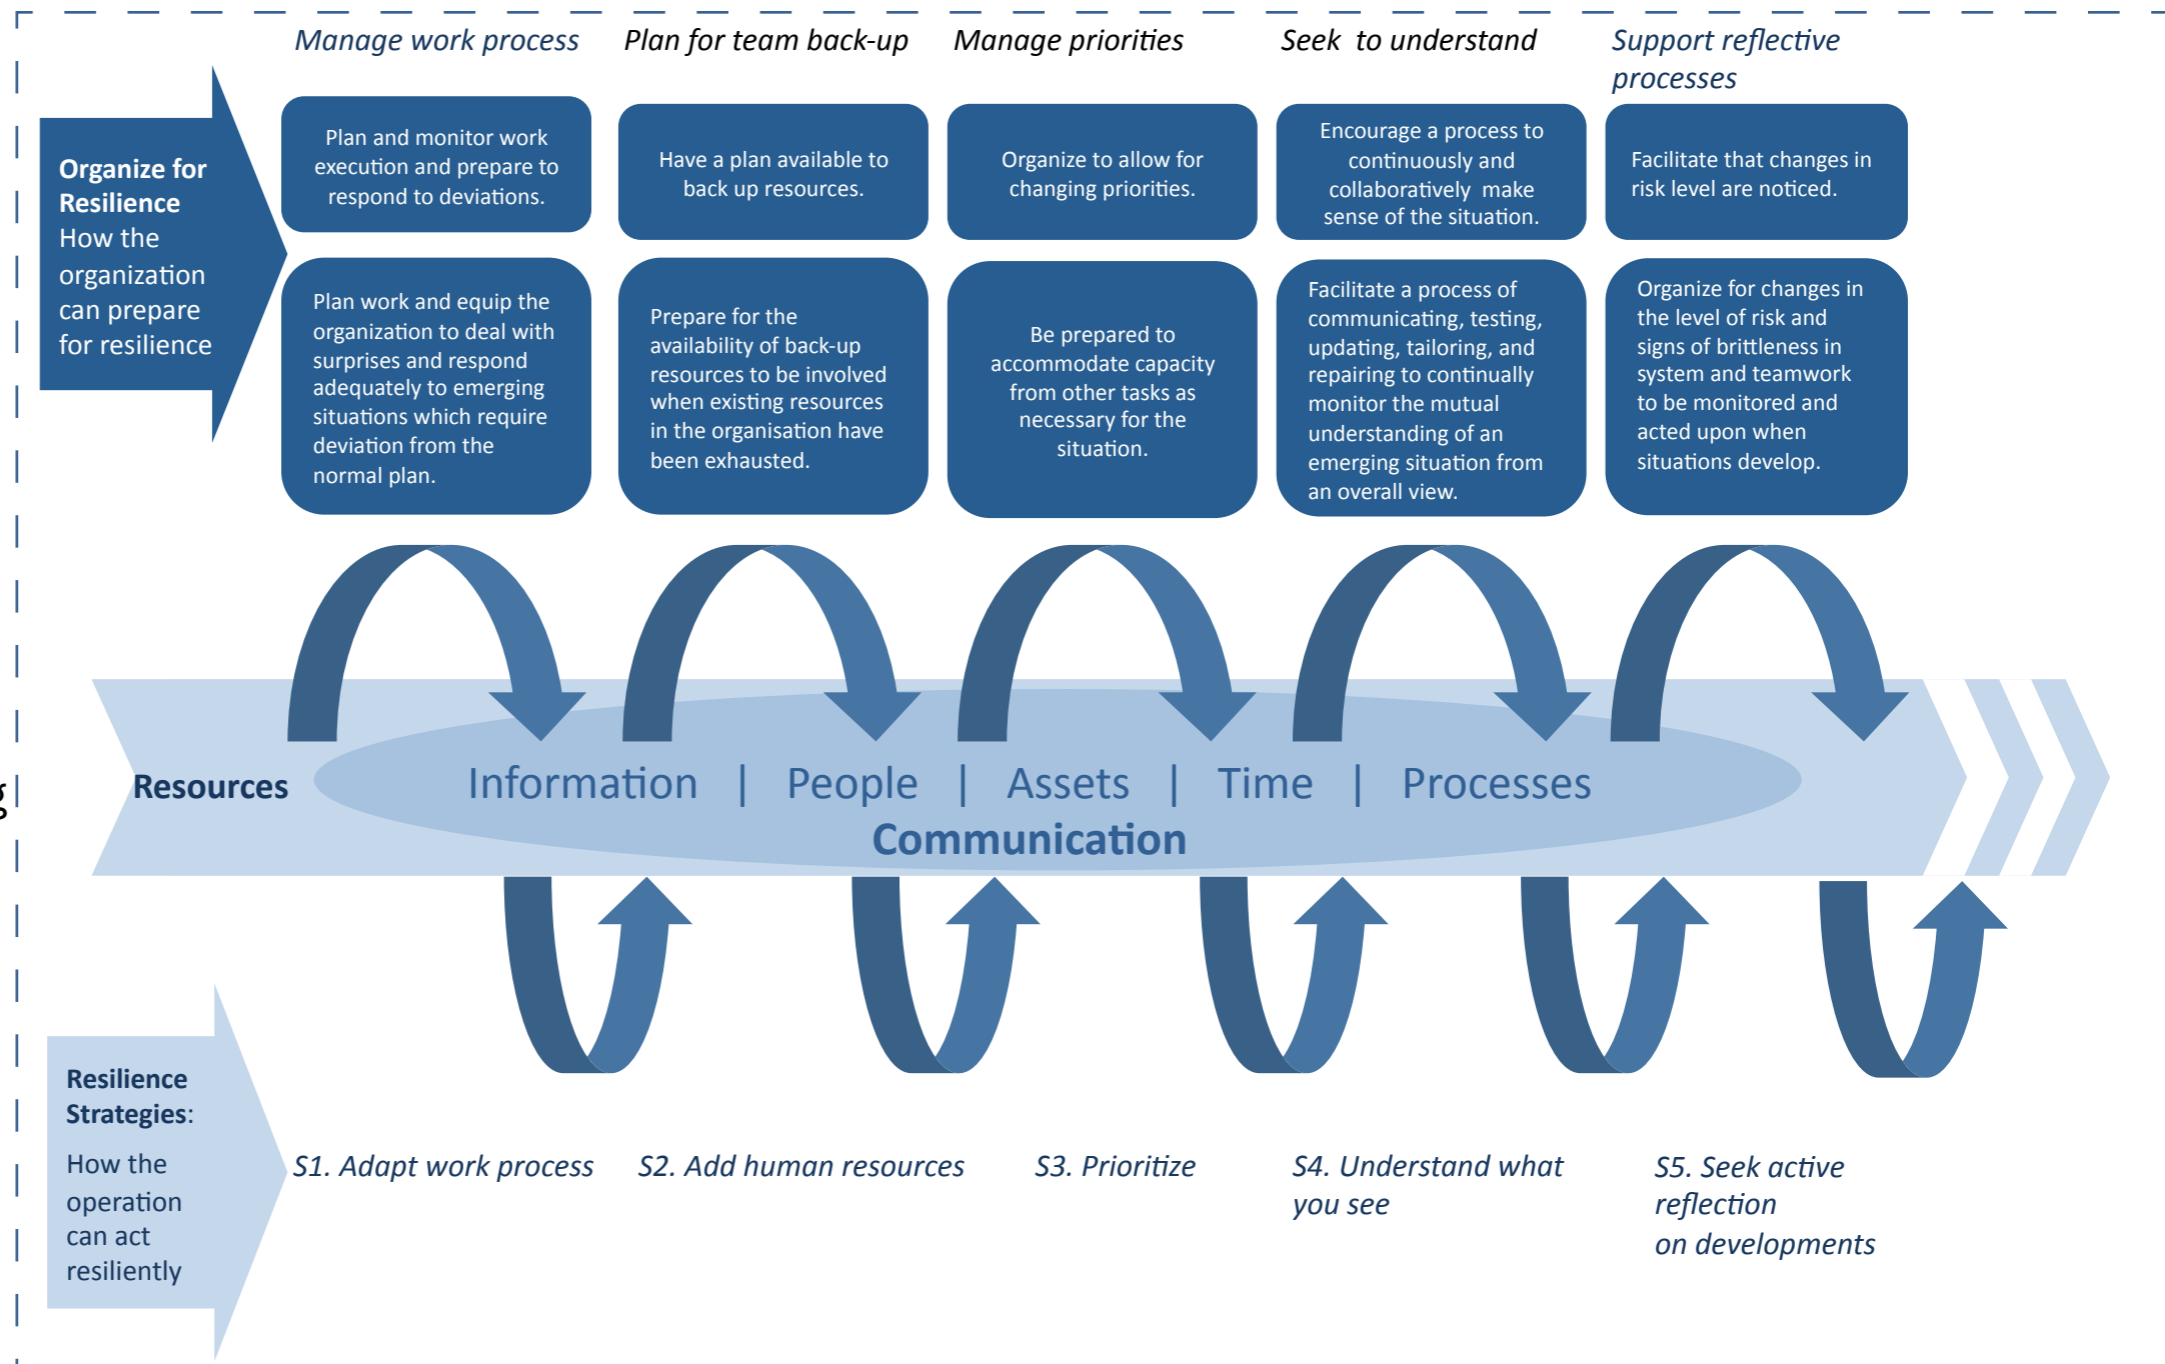 Manage work process
Plan for team back-up
Manage priorities
Seek to understand
Support reflective
processes
Organize for
Resilience
How the
organization
can prepare
for resilience
Plan and monitor work
execution and prepare to
respond to deviations.
Have a plan available to
back up resources.
Organize to allow for
changing priorities.
Encourage a process to
continuously and
collaboratively make
sense of the situation.
Facilitate that changes in
risk level are noticed.
Plan work and equip the
organization to deal with
surprises and respond
adequately to emerging
situations which require
deviation from the
normal plan.
Prepare for the
availability of back-up
resources to be involved
when existing resources
in the organisation have
been exhausted.
Be prepared to
accommodate capacity
from other tasks as
necessary for the
situation.
Facilitate a process of
communicating, testing,
updating, tailoring, and
repairing to continually
monitor the mutual
understanding of an
emerging situation from
an overall view.
Organize for changes in
the level of risk and
signs of brittleness in
system and teamwork
to be monitored and
acted upon when
situations develop.
g
Resources
Information | People | Assets | Time | Processes
Communication
Resilience
Strategies:
How the
operation
can act
resiliently
S1. Adapt work process
S2. Add human resources
S3. Prioritize
S4. Understand what
you see
S5. Seek active
reflection
on developments